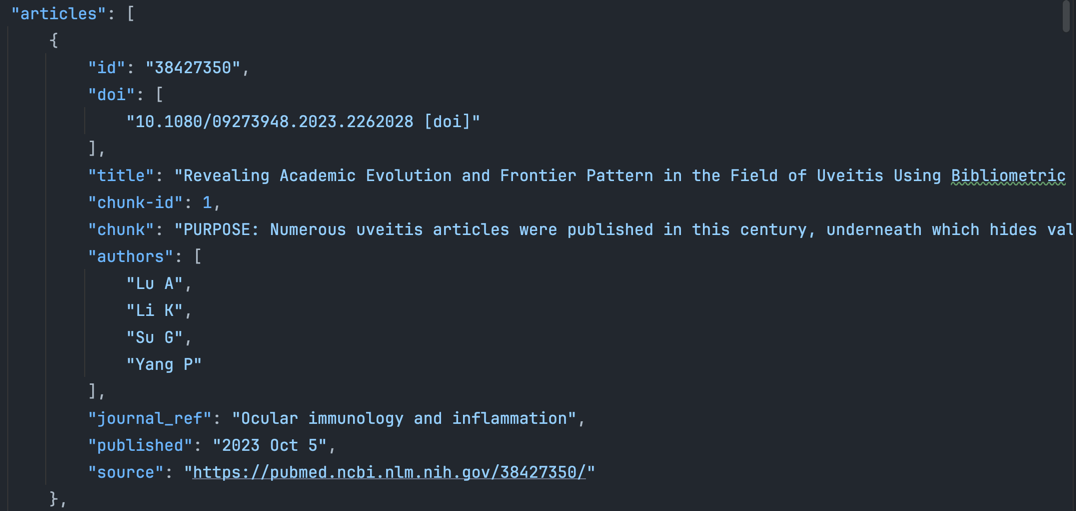 "articles": [
{
"id": "38427350",
"doi": [
"10.1080/09273948.2023.2262028 [doi]"
],
"title": "Revealing Academic Evolution and Frontier Pattern in the Field of Uveitis Using Bibliometric
"chunk-id": 1,
"chunk": "PURPOSE: Numerous uveitis articles were published in this century, underneath which hides val
"authors": [
"Lu A",
"Li K",
"Su G",
"Yang P"
],
"journal_ref": "Ocular immunology and inflammation",
"published": "2023 Oct 5",
"source": "https://pubmed.ncbi.nlm.nih.gov/38427350/"
},